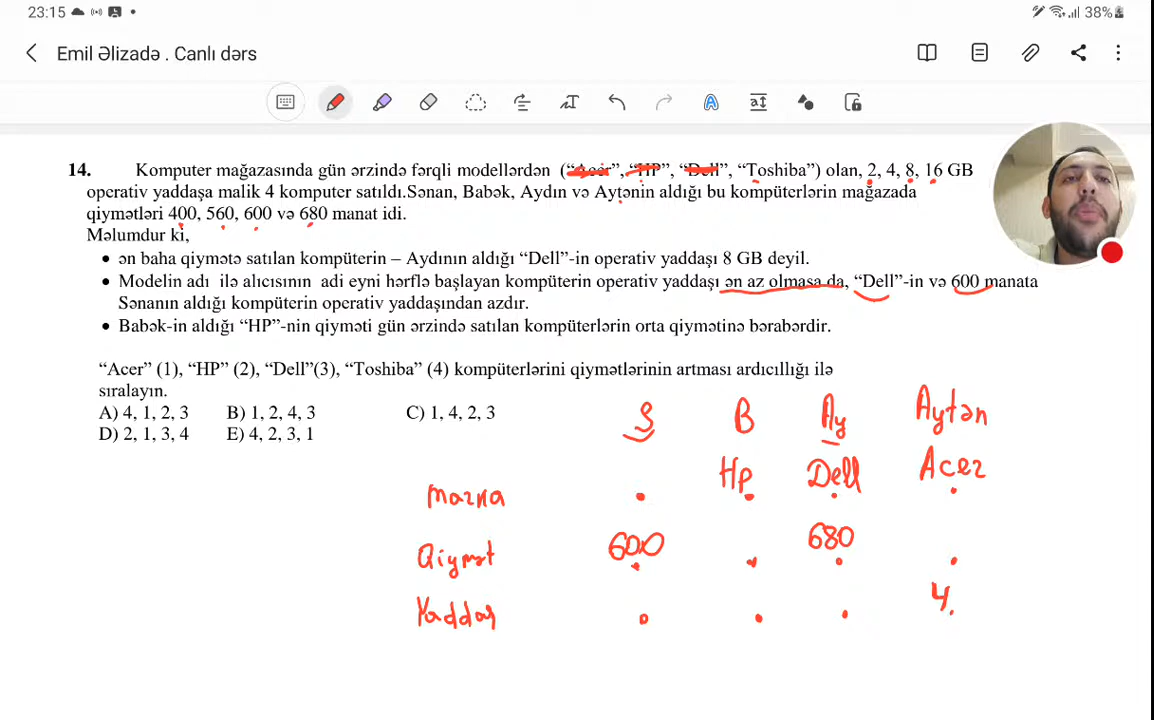 23:15
38%
Emil Əlizadə . Canlı dərs
14. Komputer mağazasında gün ərzində fərqli modellərdən (“Acer”, “HP”, “Dell”, “Toshiba”) olan, 2, 4, 8, 16 GB
operativ yaddaşa malik 4 komputer satıldı.Sənan, Babək, Aydın və Aytənin aldığı bu kompüterlərin mağazada
qiymətləri 400, 560, 600 və 680 manat idi.
Məlumdur ki,
• ən baha qiymətə satılan kompüterin – Aydının aldığı “Dell”-in operativ yaddaşı 8 GB deyil.
• Modelin adı ilə alıcısının adi eyni hərflə başlayan kompüterin operativ yaddaşı ən az olmasa da, “Dell”-in və 600 manata
Sənanın aldığı kompüterin operativ yaddaşından azdır.
• Babək-in aldığı “HP”-nin qiyməti gün ərzində satılan kompüterlərin orta qiymətinə bərabərdir.
“Acer” (1), “HP” (2), “Dell”(3), “Toshiba” (4) kompüterlərini qiymətlərinin artması ardıcıllığı ilə
sıralayın.
A) 4, 1, 2, 3 B) 1, 2, 4, 3 C) 1, 4, 2, 3
D) 2, 1, 3, 4 E) 4, 2, 3, 1
S B Ay Aytən
Hp Dell Acer
marka
Qiymət 600 680
Yaddaş 4